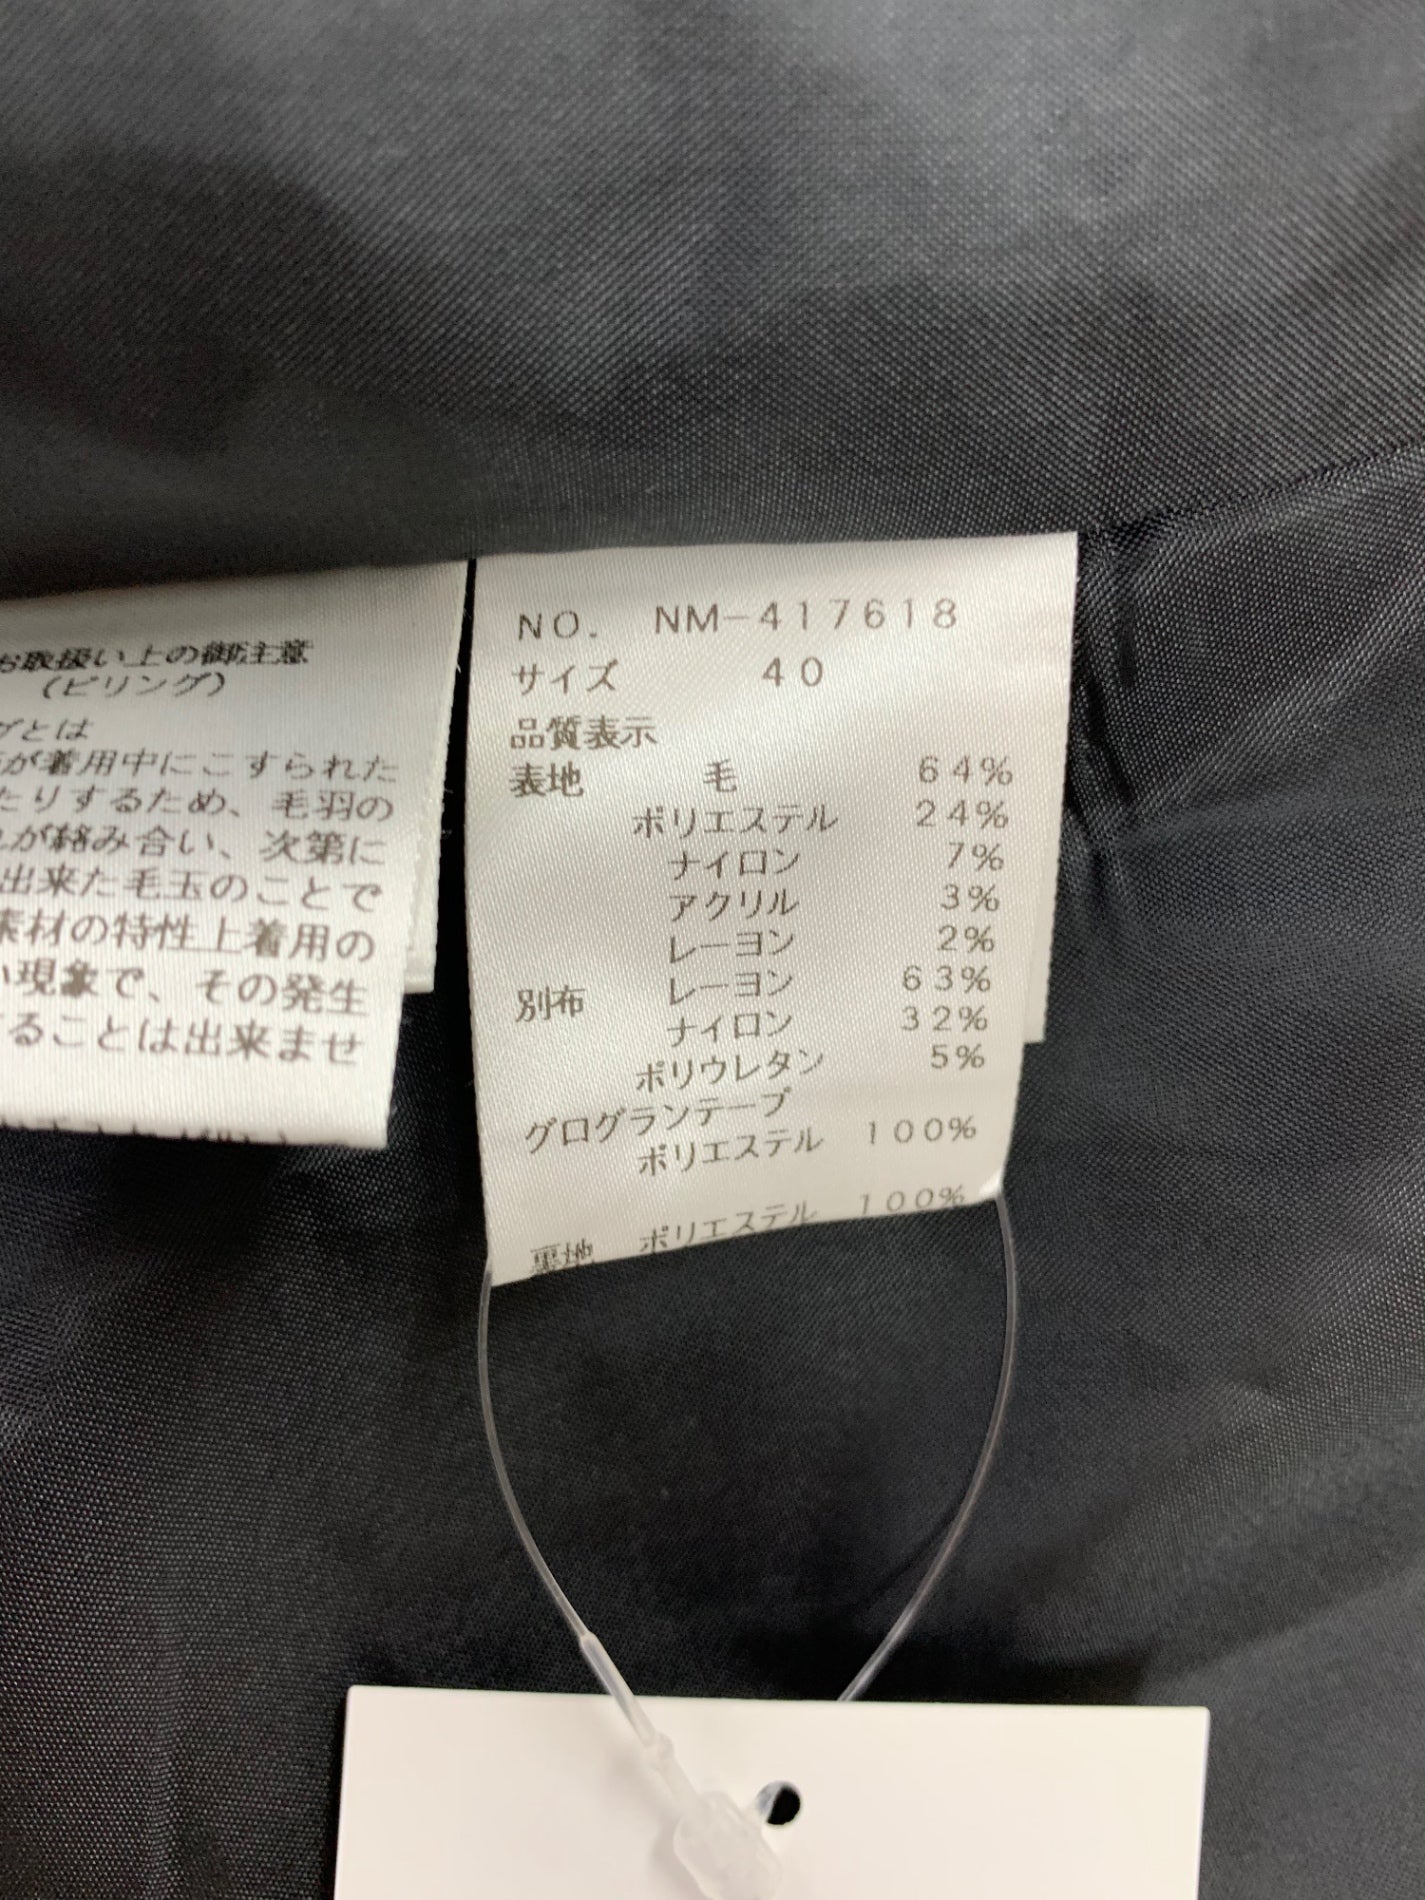 お取扱い上の御注意
(ピリング)
グとは
が着用中にこすられた
たりするため、毛羽の
が絡み合い、次第に
出来た毛玉のことで
素材の特性上着用の
い現象で、その発生
することは出来ませ
NO. NM-417618
サイズ 40
品質表示
表地 毛 64%
ポリエステル 24%
ナイロン 7%
アクリル 3%
レーヨン 2%
別布 レーヨン 63%
ナイロン 32%
ポリウレタン 5%
グログランテープ
ポリエステル 100%
裏地 ポリエステル 100%